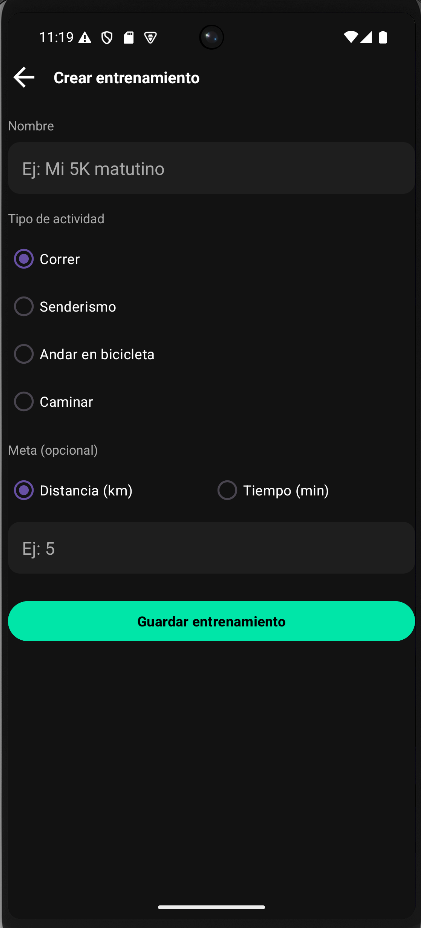 11:19
Crear entrenamiento
Nombre
Ej: Mi 5K matutino
Tipo de actividad
Correr
Senderismo
Andar en bicicleta
Caminar
Meta (opcional)
Distancia (km) Tiempo (min)
Ej: 5
Guardar entrenamiento